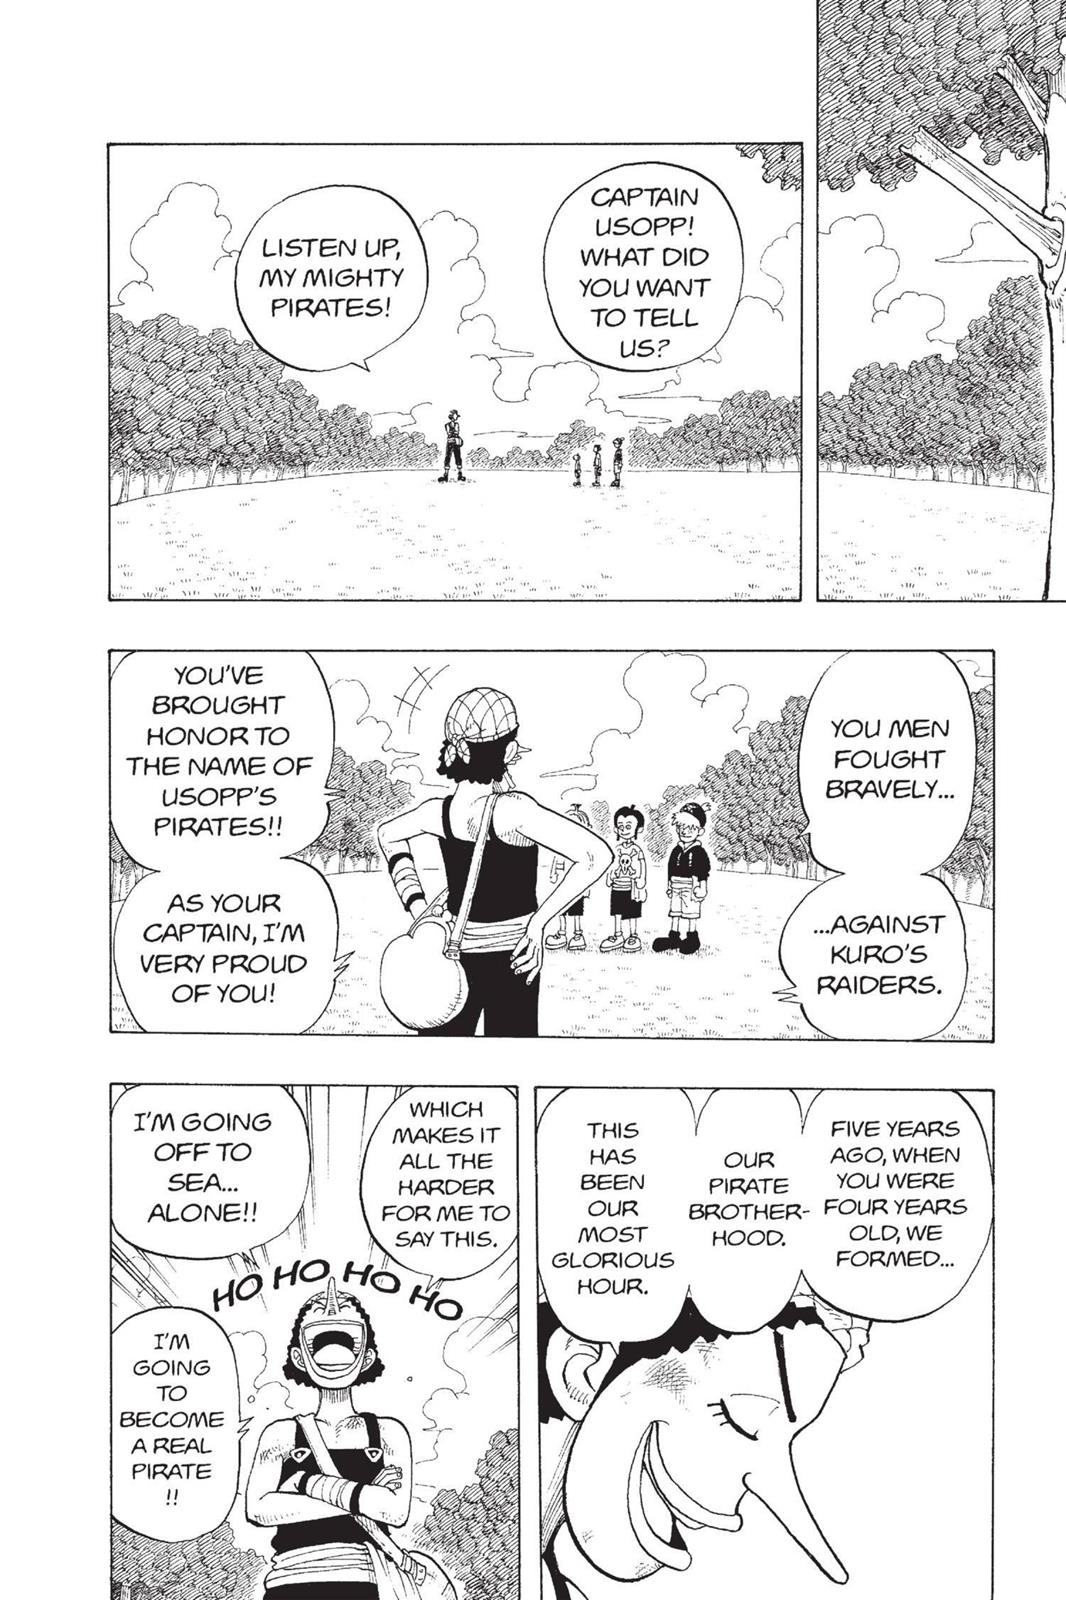 CAPTAIN
USOPP!
WHAT DID
YOU WANT
TO TELL
US?
LISTEN UP,
MY MIGHTY
PIRATES!
YOU MEN
FOUGHT
BRAVELY...
...AGAINST
KURO'S
RAIDERS.
YOU'VE
BROUGHT
HONOR TO
THE NAME OF
USOPP'S
PIRATES!!
AS YOUR
CAPTAIN, I'M
VERY PROUD
OF YOU!
FIVE YEARS
AGO, WHEN
YOU WERE
FOUR YEARS
OLD, WE
FORMED...
OUR
PIRATE
BROTHER-
HOOD.
THIS
HAS
BEEN
OUR
MOST
GLORIOUS
HOUR.
WHICH
MAKES IT
ALL THE
HARDER
FOR ME TO
SAY THIS.
I'M GOING
OFF TO
SEA...
ALONE!!
HO HO HO HO
I'M
GOING
TO
BECOME
A REAL
PIRATE
!!